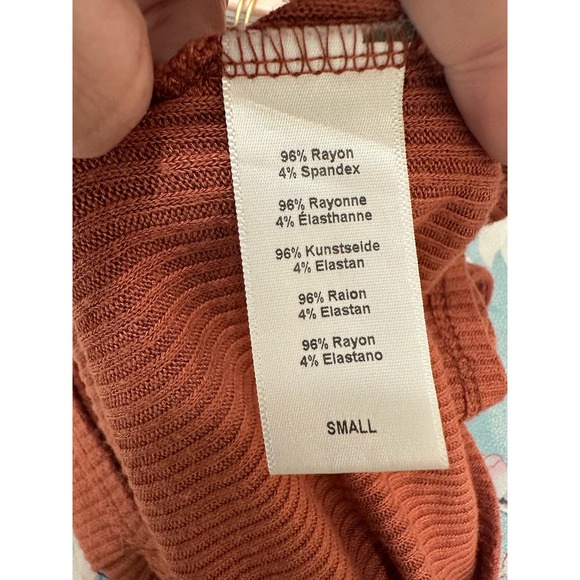 96% Rayon
4% Spandex
96% Rayonne
4% Élasthanne
96% Kunstseide
4% Elastan
96% Raion
4% Elastan
96% Rayon
4% Elastano
SMALL